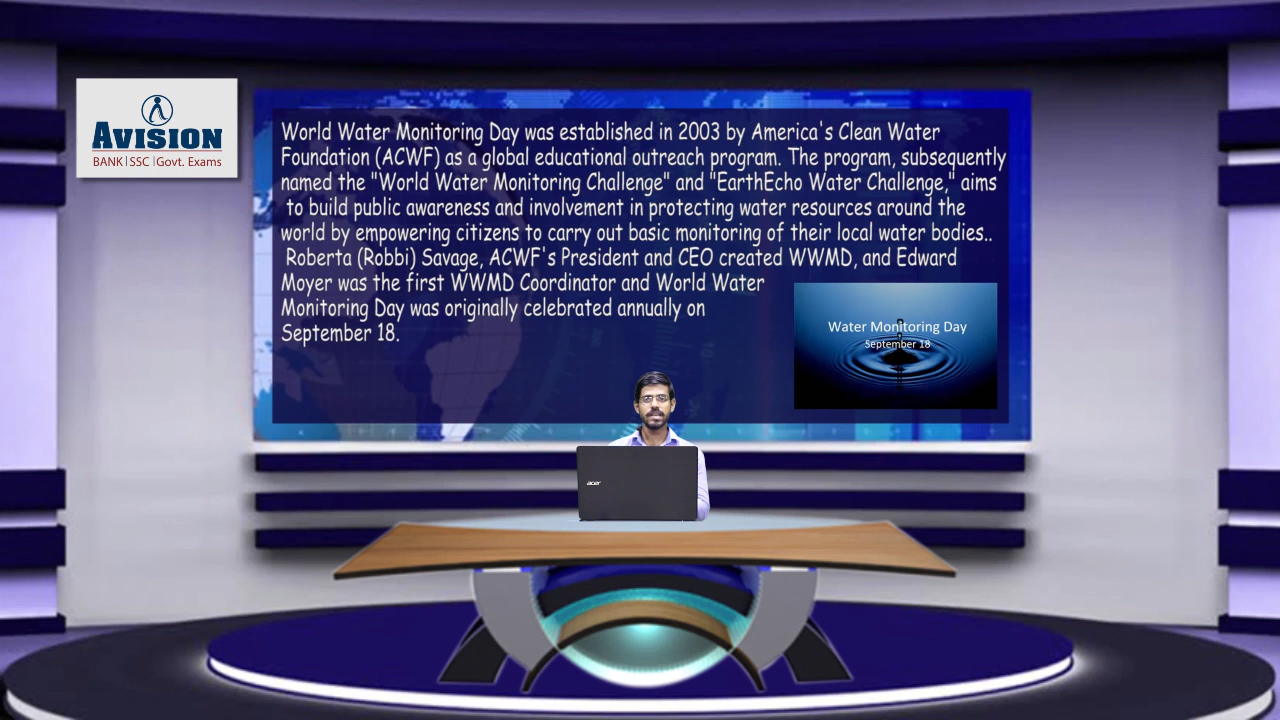 AVISION
BANK|SSC|Govt. Exams
World Water Monitoring Day was established in 2003 by America's Clean Water
Foundation (ACWF) as a global educational outreach program. The program, subsequently
named the "World Water Monitoring Challenge" and "EarthEcho Water Challenge," aims
to build public awareness and involvement in protecting water resources around the
world by empowering citizens to carry out basic monitoring of their local water bodies..
Roberta (Robbi) Savage, ACWF's President and CEO created WWMD, and Edward
Moyer was the first WWMD Coordinator and World Water
Monitoring Day was originally celebrated annually on
September 18.
Water Monitoring Day
September 18
acer